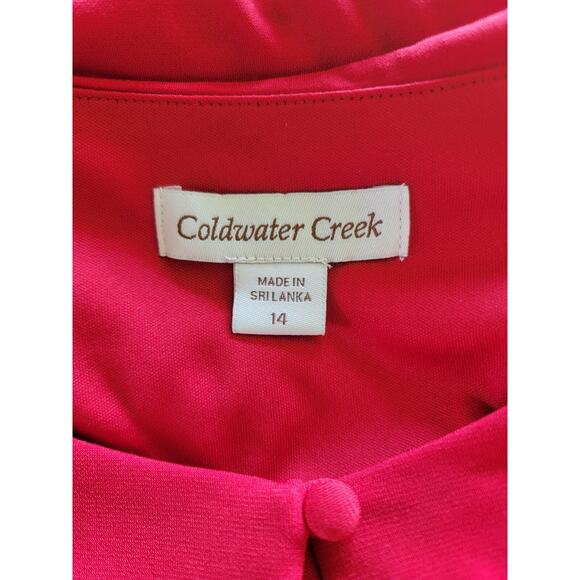 Coldwater Creek
MADE IN
SRI LANKA
14